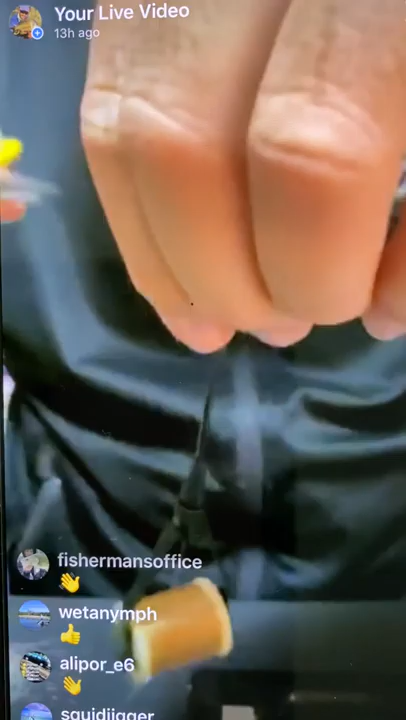 Your Live Video
13h ago
fishermansoffice
👋
wetanymph
👍
alipor_e6
👋
squidjigger